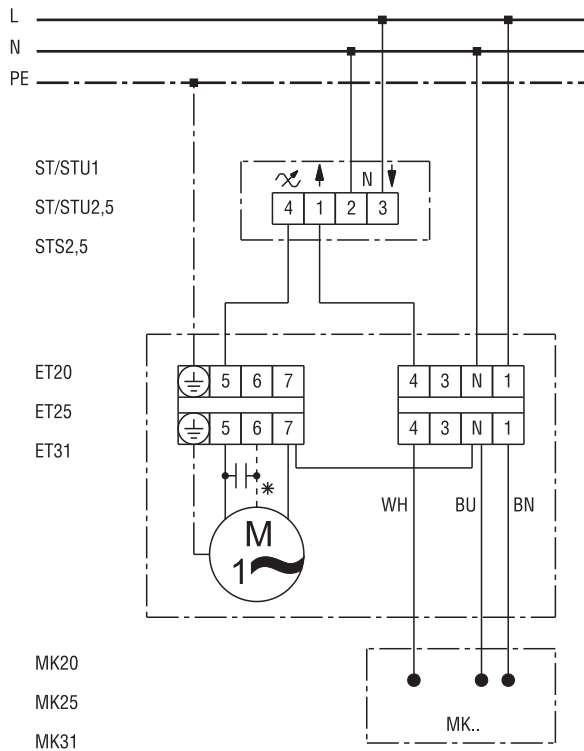 L
N
PE
ST/STU1
N
ST/STU2,5
4 1 2 3
STS2,5
ET20
5 6 7
4 3 N 1
ET25
5 6 7
4 3 N 1
ET31
*
WH BU BN
M
1
MK20
MK25
MK..
MK31